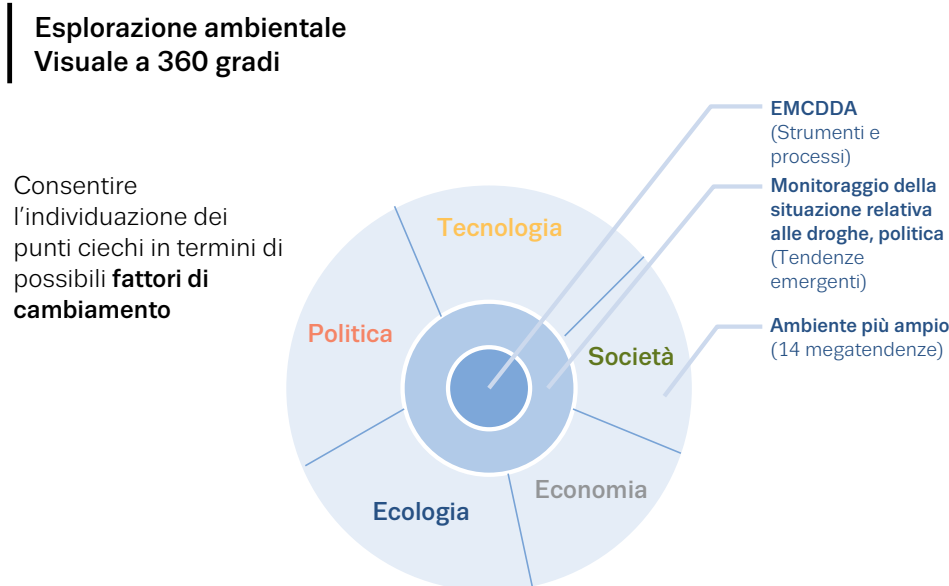 Esplorazione ambientale
Visuale a 360 gradi
Consentire
l'individuazione dei
punti ciechi in termini di
possibili fattori di
cambiamento
Tecnologia
Politica
Società
Ecologia
Economia
EMCDDA
(Strumenti e
processi)
Monitoraggio della
situazione relativa
alle droghe, politica
(Tendenze
emergenti)
Ambiente più ampio
(14 megatendenze)